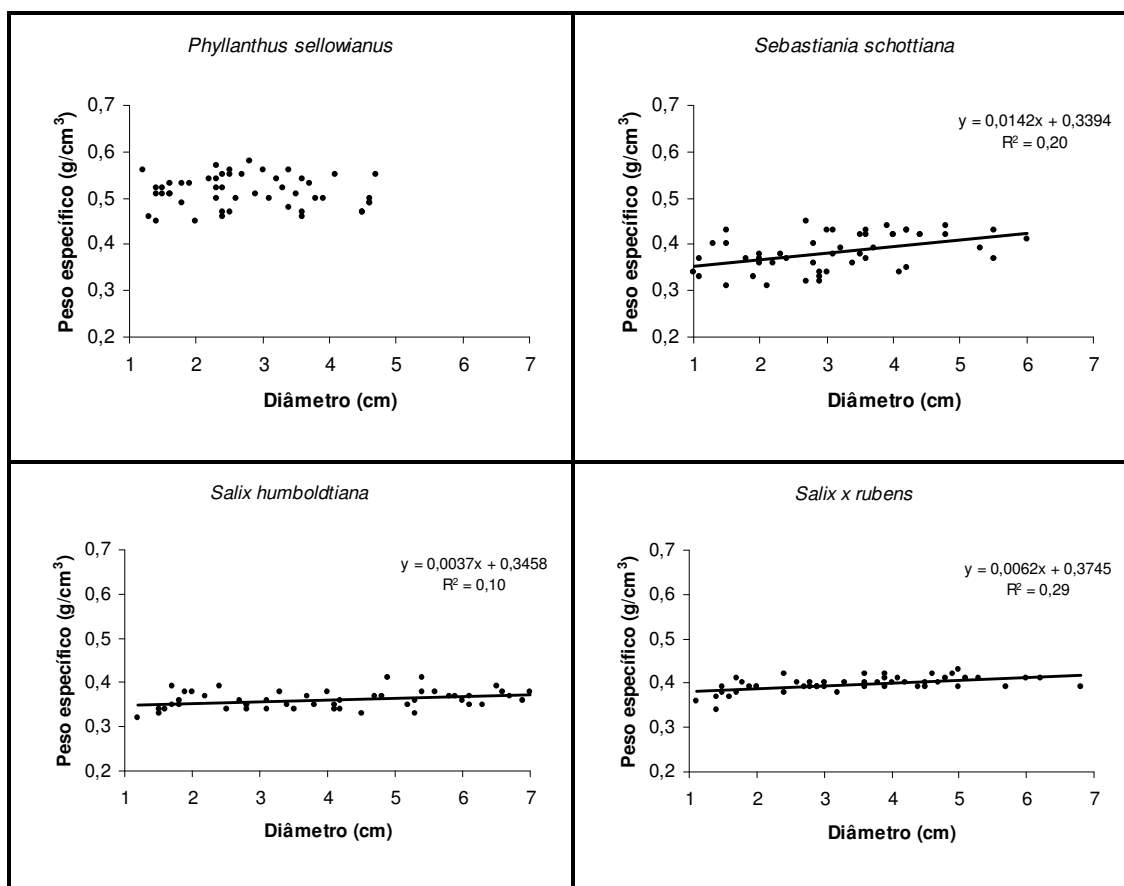 Phyllanthus sellowianus
Peso específico (g/cm³)
0,7
0,6
0,5
0,4
0,3
0,2
1 2 3 4 5 6 7
Diâmetro (cm)
Sebastiania schottiana
y = 0,0142x + 0,3394
R² = 0,20
Peso específico (g/cm³)
0,7
0,6
0,5
0,4
0,3
0,2
1 2 3 4 5 6 7
Diâmetro (cm)
Salix humboldtiana
y = 0,0037x + 0,3458
R² = 0,10
Peso específico (g/cm³)
0,7
0,6
0,5
0,4
0,3
0,2
1 2 3 4 5 6 7
Diâmetro (cm)
Salix x rubens
y = 0,0062x + 0,3745
R² = 0,29
Peso específico (g/cm³)
0,7
0,6
0,5
0,4
0,3
0,2
1 2 3 4 5 6 7
Diâmetro (cm)